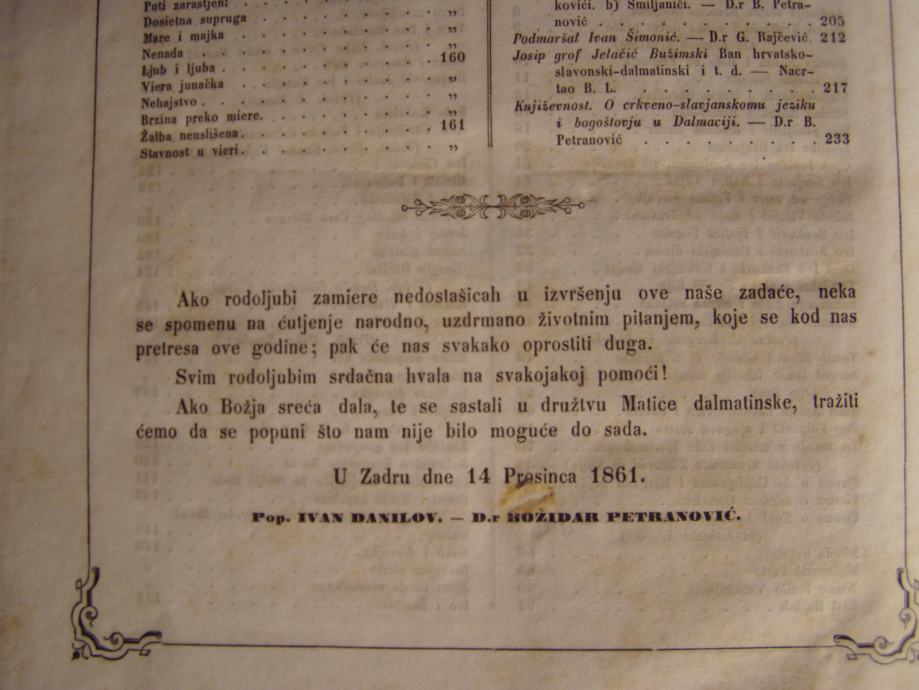 Puti zarastjeni . . . . . . . „
Dosietna supruga . . . . . . . „
Mare i majka . . . . . . . „
Nenada . . . . . . . 160
Ljub i ljuba . . . . . . . „
Viera junačka . . . . . . . „
Nehajstvo . . . . . . . „
Brzina preko miere. . . . . . . „
Žalba neuslišena . . . . . . . 161
Stavnost u vieri . . . . . . . „
kovići. b) Smiljanići. — D.r B. Petra-
nović . . . . . . . 205
Podmaršal Ivan Šimonić. — D.r G. Rajčević. 212
Josip grof Jelačić Bužimski Ban hrvatsko-
slavonski-dalmatinski i t. d. — Nacr-
tao B. L. . . . . . . . 217
Književnost. O crkveno-slavjanskomu jeziku
i bogoštovju u Dalmaciji. — D.r B.
Petranović . . . . . . . 233
Ako rodoljubi zamiere nedostašicah u izvršenju ove naše zadaće, neka
se spomenu na ćutjenje narodno, uzdrmano životnim pitanjem, koje se kod nas
pretresa ove godine; pak će nas svakako oprostiti duga.
Svim rodoljubim srdačna hvala na svakojakoj pomoći!
Ako Božja sreća dala, te se sastali u družtvu Matice dalmatinske, tražiti
ćemo da se popuni što nam nije bilo moguće do sada.
U Zadru dne 14 Prosinca 1861.
Pop. IVAN DANILOV. — D.r BOŽIDAR PETRANOVIĆ.